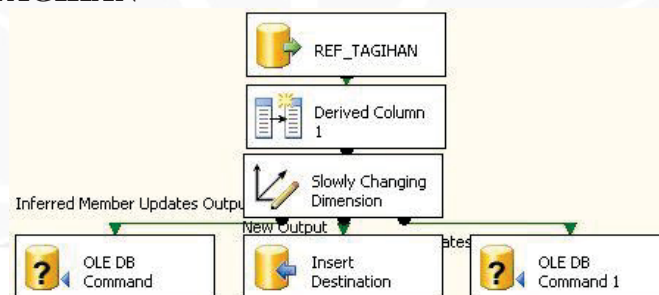 REF_TAGIHAN
Derived Column
1
Slowly Changing
Dimension
Inferred Member Updates Outpu
New Output
ates
OLE DB
Command
Insert
Destination
OLE DB
Command 1